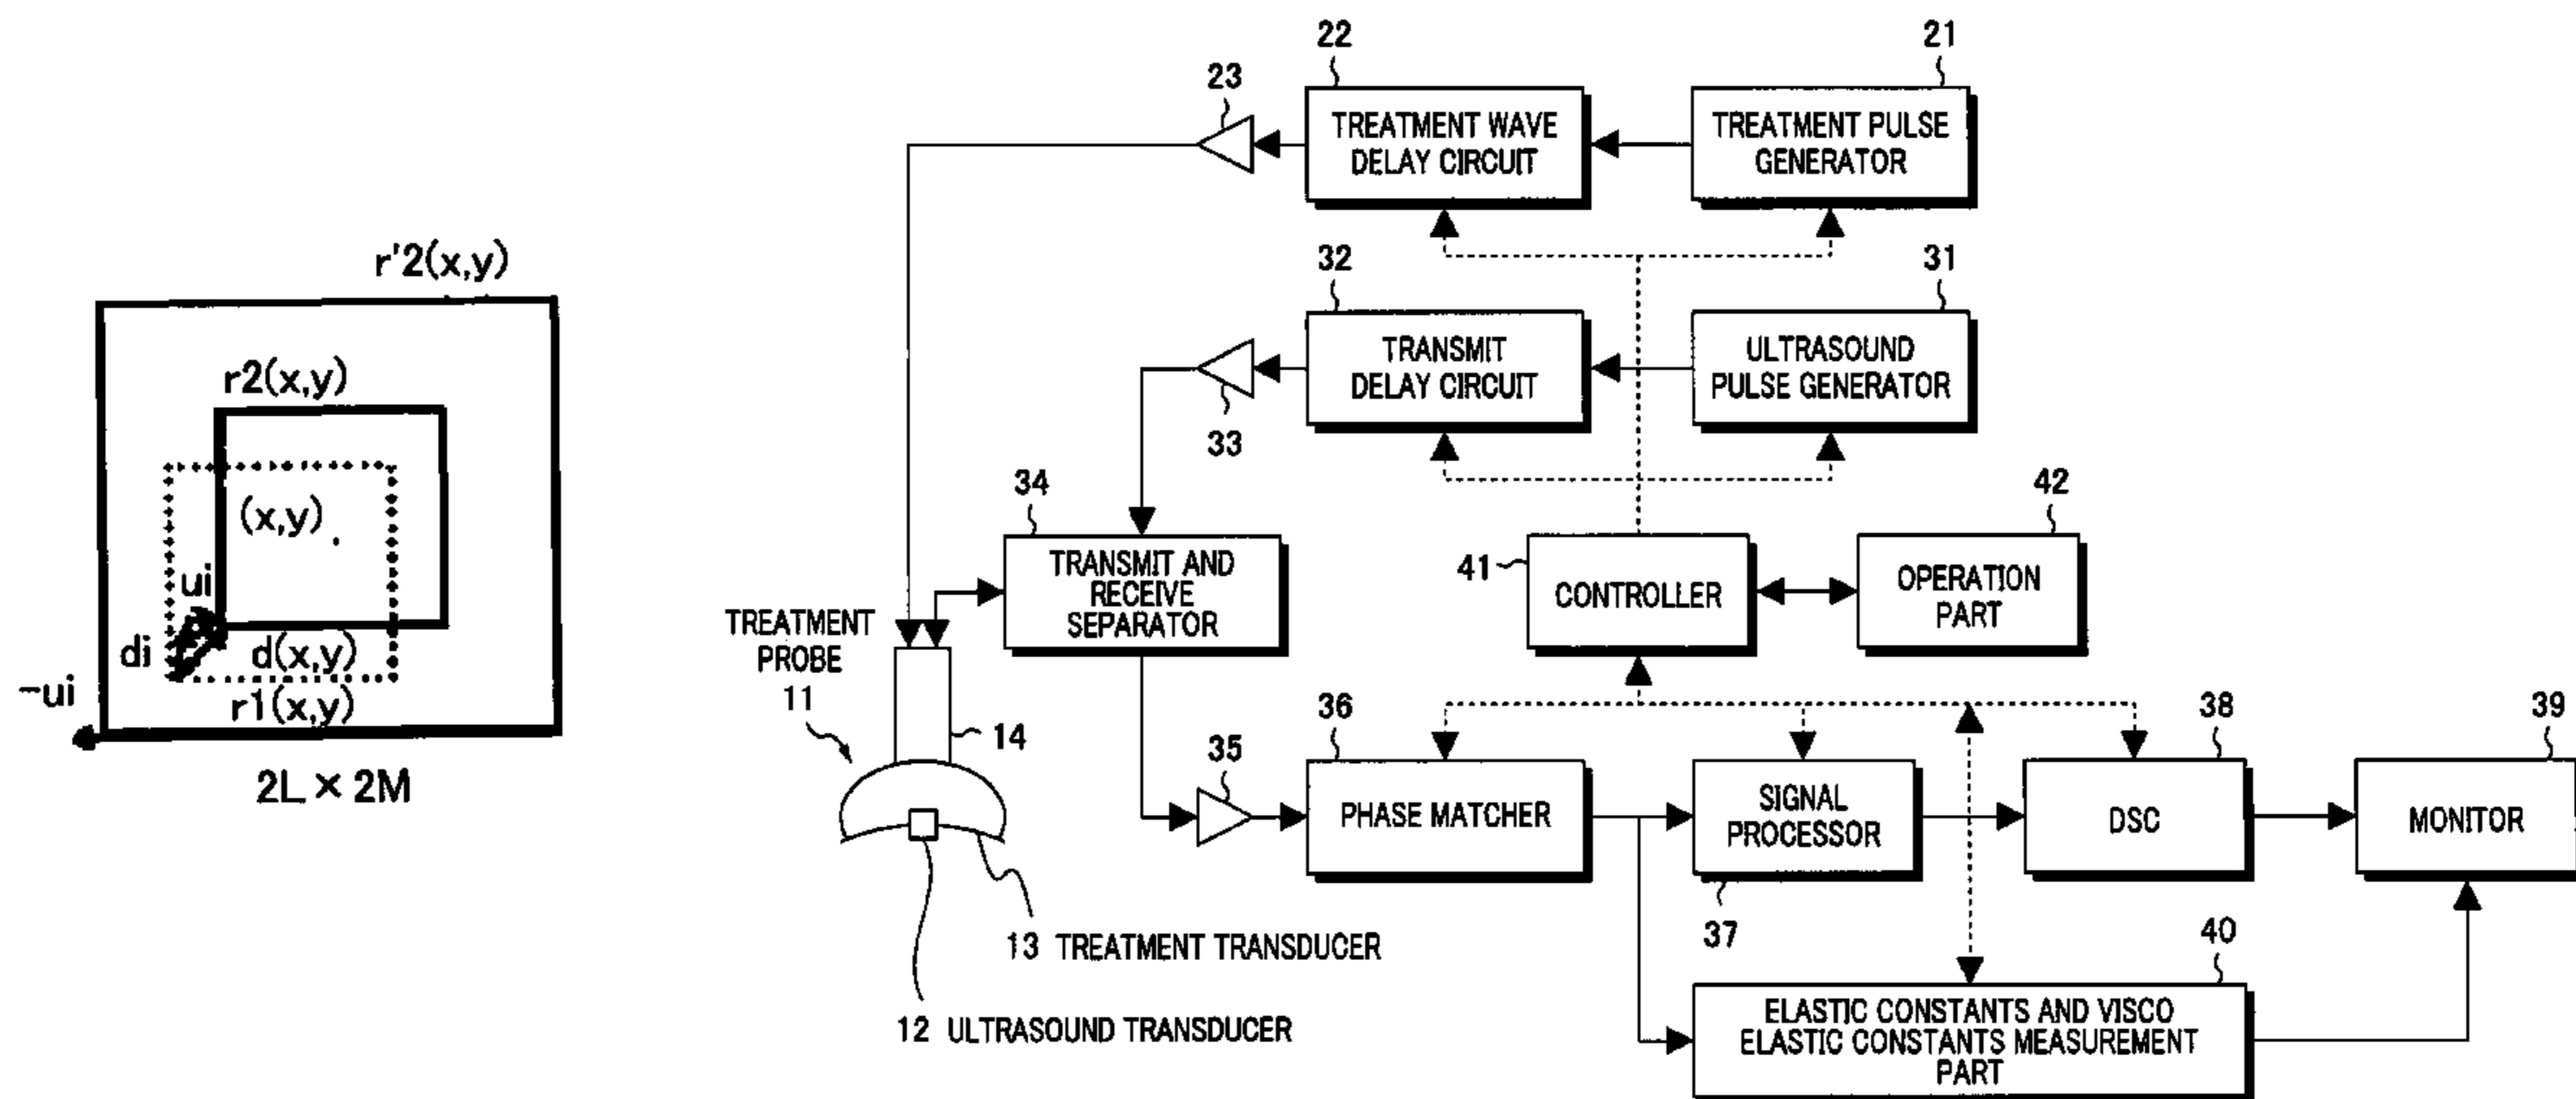 r'2(x,y)
r2(x,y)
(x,y)
ui
di
d(x,y)
-ui
r1(x,y)
2L × 2M
22
21
23
TREATMENT WAVE
DELAY CIRCUIT
TREATMENT PULSE
GENERATOR
32
31
TRANSMIT
DELAY CIRCUIT
ULTRASOUND
PULSE GENERATOR
33
34
42
TRANSMIT AND
RECEIVE
SEPARATOR
41
CONTROLLER
OPERATION
PART
TREATMENT
PROBE
11
14
35
36
38
39
PHASE MATCHER
SIGNAL
PROCESSOR
DSC
MONITOR
37
13 TREATMENT TRANSDUCER
12 ULTRASOUND TRANSDUCER
40
ELASTIC CONSTANTS AND VISCO
ELASTIC CONSTANTS MEASUREMENT
PART